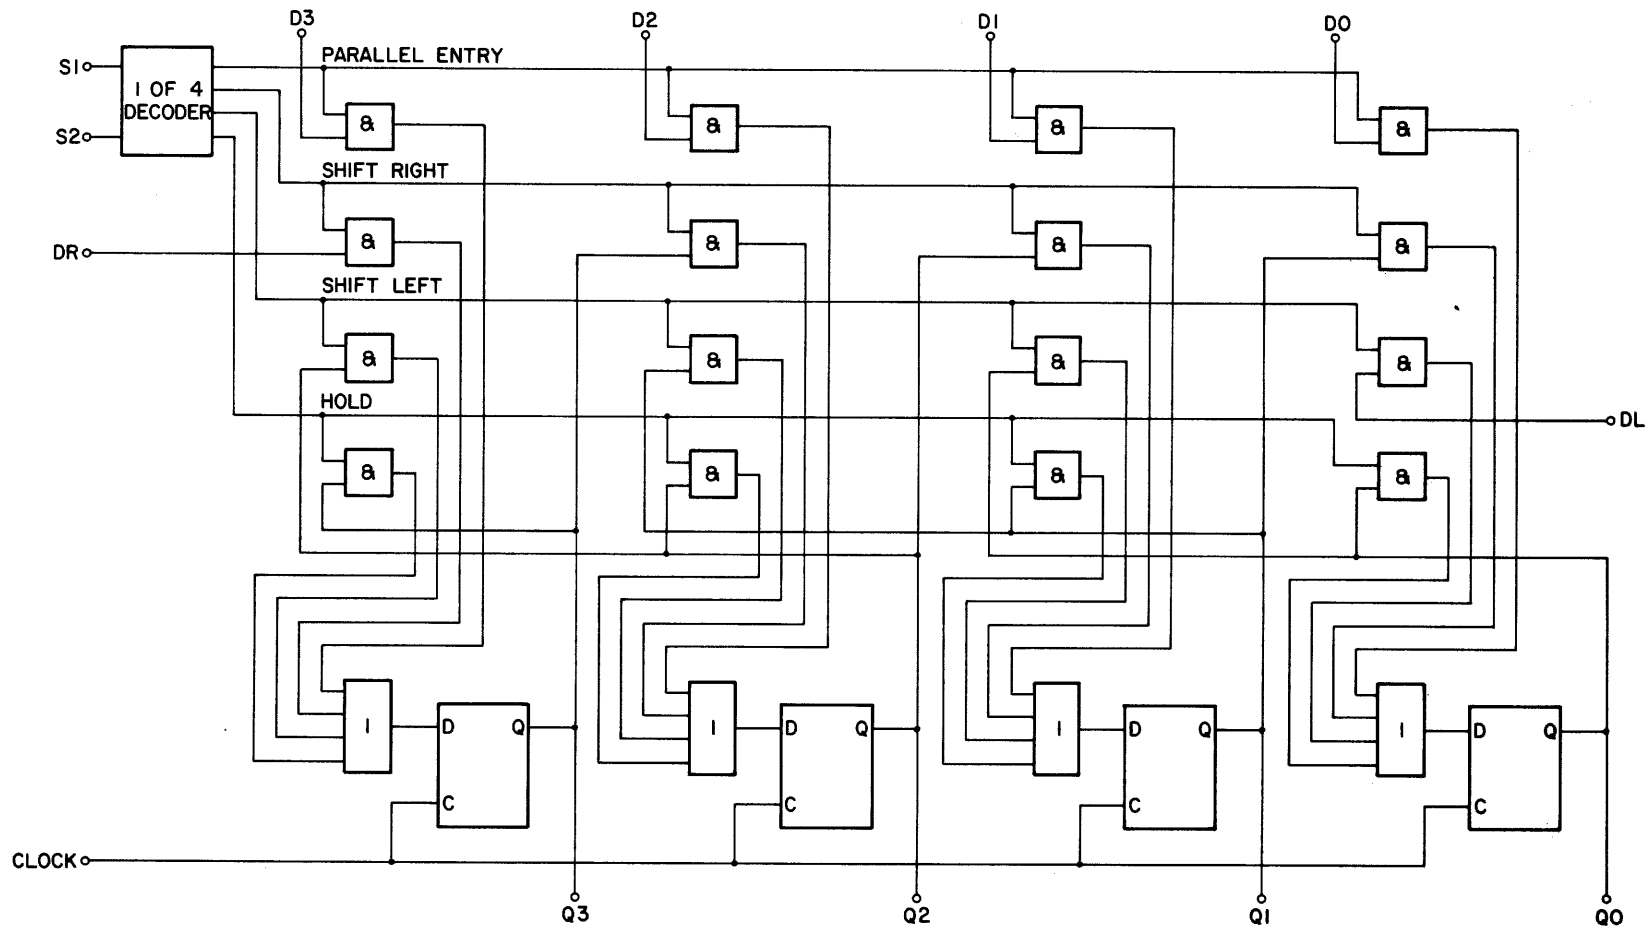 D3
D2
D1
D0
S1
PARALLEL ENTRY
1 OF 4
DECODER
S2
&
&
&
&
SHIFT RIGHT
DR
&
&
&
&
SHIFT LEFT
&
&
&
&
HOLD
DL
&
&
&
&
1
D
Q
C
1
D
Q
C
1
D
Q
C
1
D
Q
C
CLOCK
Q3
Q2
Q1
Q0